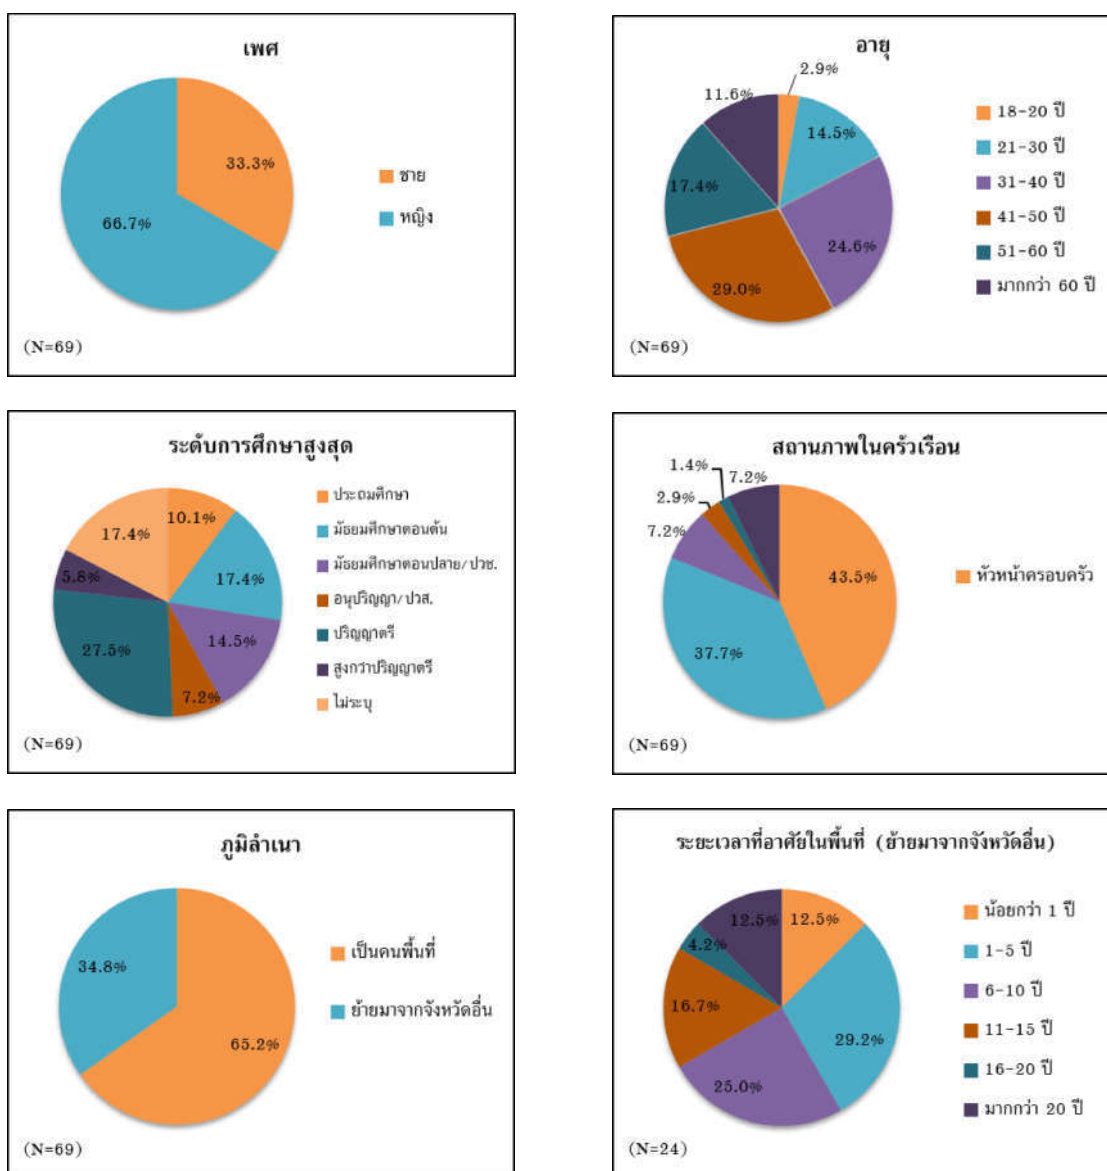 เพศ
33.3%
66.7%
ชาย
หญิง
(N=69)
อายุ
2.9%
11.6%
14.5%
17.4%
24.6%
29.0%
18-20 ปี
21-30 ปี
31-40 ปี
41-50 ปี
51-60 ปี
มากกว่า 60 ปี
(N=69)
ระดับการศึกษาสูงสุด
17.4%
10.1%
5.8%
17.4%
27.5%
14.5%
7.2%
ประถมศึกษา
มัธยมศึกษาตอนต้น
มัธยมศึกษาตอนปลาย/ปวช.
อนุปริญญา/ปวส.
ปริญญาตรี
สูงกว่าปริญญาตรี
ไม่ระบุ
(N=69)
สถานภาพในครัวเรือน
1.4%
7.2%
2.9%
7.2%
43.5%
37.7%
หัวหน้าครอบครัว
(N=69)
ภูมิลำเนา
34.8%
65.2%
เป็นคนพื้นที่
ย้ายมาจากจังหวัดอื่น
(N=69)
ระยะเวลาที่อาศัยในพื้นที่ (ย้ายมาจากจังหวัดอื่น)
12.5%
12.5%
4.2%
16.7%
29.2%
25.0%
น้อยกว่า 1 ปี
1-5 ปี
6-10 ปี
11-15 ปี
16-20 ปี
มากกว่า 20 ปี
(N=24)